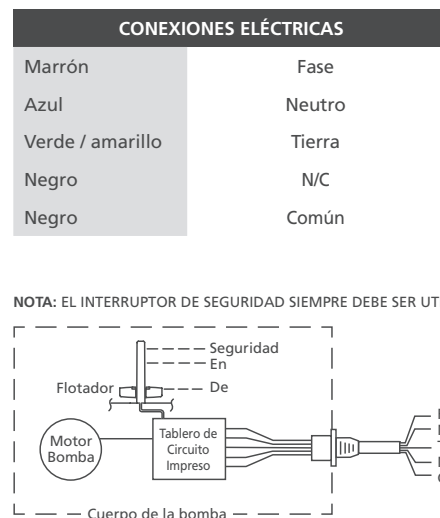 CONEXIONES ELÉCTRICAS
Marrón Fase
Azul Neutro
Verde / amarillo Tierra
Negro N/C
Negro Común
NOTA: EL INTERRUPTOR DE SEGURIDAD SIEMPRE DEBE SER
Seguridad
En
Flotador De
Motor
Bomba
Tablero de
Circuito
Impreso
Cuerpo de la bomba